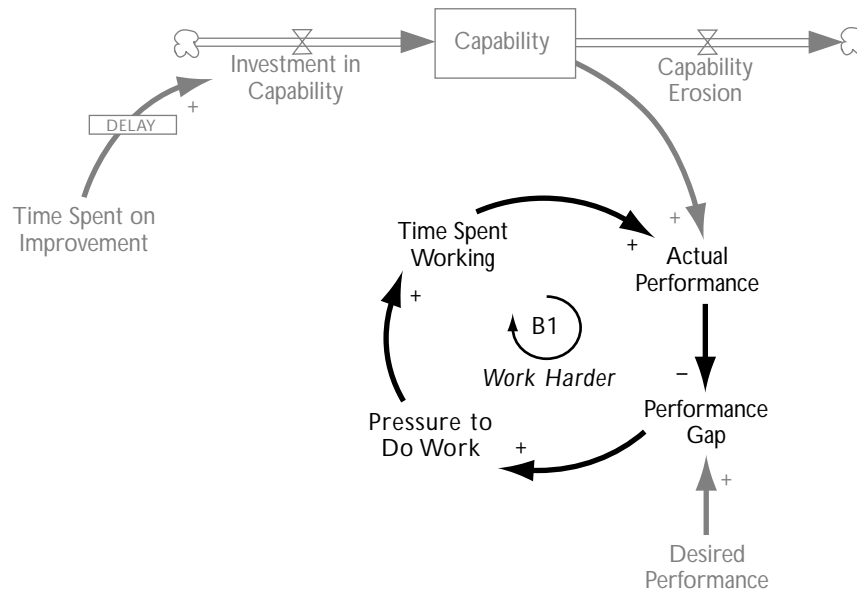 Capability
Investment in
Capability
Capability
Erosion
+
DELAY
Time Spent on
Improvement
Time Spent
Working
+
+
+
Actual
Performance
+
B1
Work Harder
–
Pressure to
Do Work
+
Performance
Gap
+
Desired
Performance